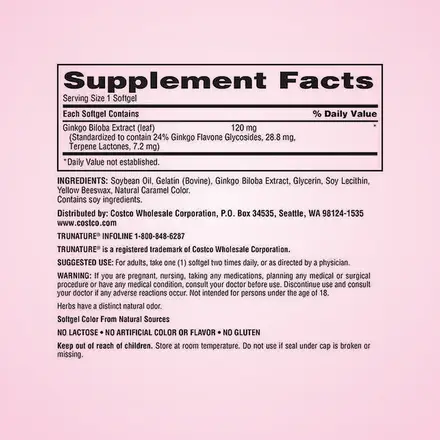 Supplement Facts
Serving Size 1 Softgel
Each Softgel Contains % Daily Value
Ginkgo Biloba Extract (leaf) 120 mg *
(Standardized to contain 24% Ginkgo Flavone Glycosides, 28.8 mg,
Terpene Lactones, 7.2 mg)
*Daily Value not established.
INGREDIENTS: Soybean Oil, Gelatin (Bovine), Ginkgo Biloba Extract, Glycerin, Soy Lecithin,
Yellow Beeswax, Natural Caramel Color.
Contains soy ingredients.
Distributed by: Costco Wholesale Corporation, P.O. Box 34535, Seattle, WA 98124-1535
www.costco.com
TRUNATURE® INFOLINE 1-800-848-6287
TRUNATURE® is a registered trademark of Costco Wholesale Corporation.
SUGGESTED USE: For adults, take one (1) softgel two times daily, or as directed by a physician.
WARNING: If you are pregnant, nursing, taking any medications, planning any medical or surgical
procedure or have any medical condition, consult your doctor before use. Discontinue use and consult
your doctor if any adverse reactions occur. Not intended for persons under the age of 18.
Herbs have a distinct natural odor.
Softgel Color From Natural Sources
NO LACTOSE • NO ARTIFICIAL COLOR OR FLAVOR • NO GLUTEN
Keep out of reach of children. Store at room temperature. Do not use if seal under cap is broken or
missing.